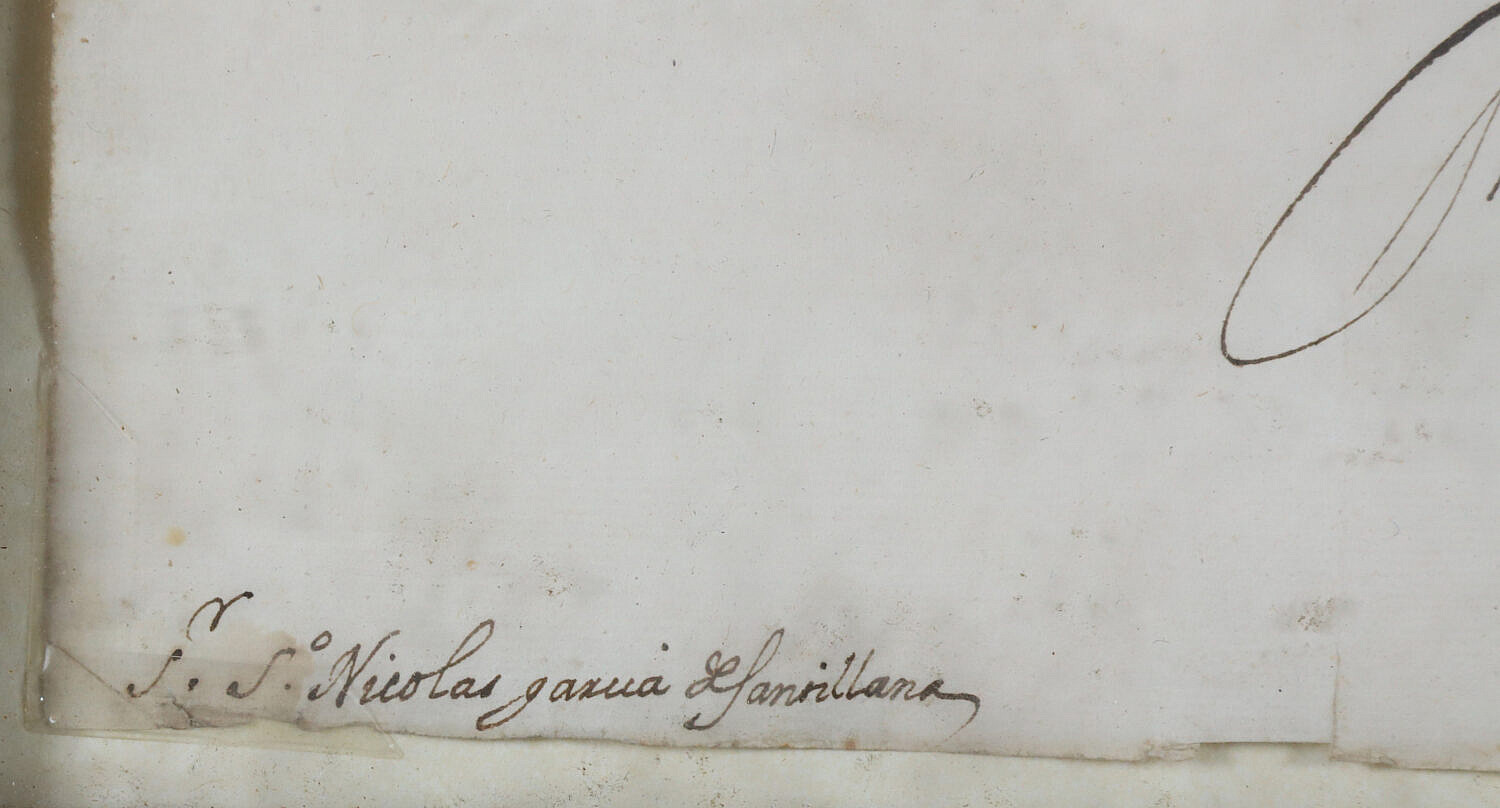 S.r S.º Nicolas garcia de Santillana